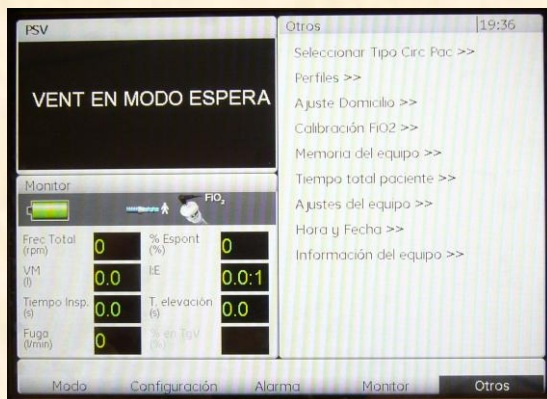 PSV
VENT EN MODO ESPERA
Monitor
FiO₂
Frec Total (rpm) 0
% Espont (%) 0
VM (l) 0.0
I:E 0.0:1
Tiempo Insp. (s) 0.0
T. elevación (s) 0.0
Fuga (l/min) 0
% en TgV (%)
Otros 19:36
Seleccionar Tipo Circ Pac >>
Perfiles >>
Ajuste Domicilio >>
Calibración FiO2 >>
Memoria del equipo >>
Tiempo total paciente >>
Ajustes del equipo >>
Hora y Fecha >>
Información del equipo >>
Modo Configuración Alarma Monitor Otros